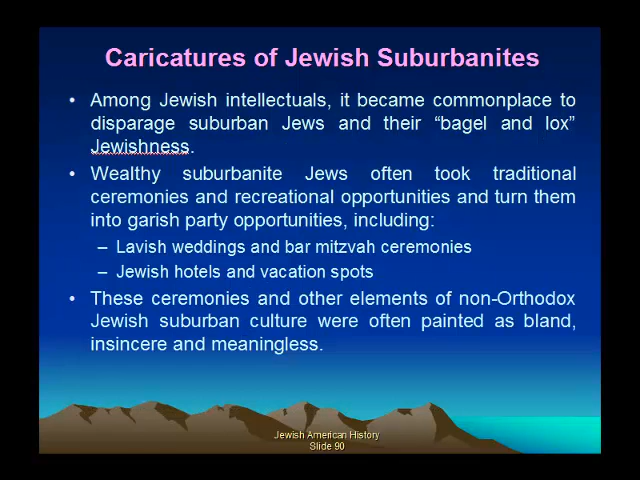 Caricatures of Jewish Suburbanites
• Among Jewish intellectuals, it became commonplace to
disparage suburban Jews and their “bagel and lox”
Jewishness.
• Wealthy suburbanite Jews often took traditional
ceremonies and recreational opportunities and turn them
into garish party opportunities, including:
– Lavish weddings and bar mitzvah ceremonies
– Jewish hotels and vacation spots
• These ceremonies and other elements of non-Orthodox
Jewish suburban culture were often painted as bland,
insincere and meaningless.
Jewish American History
Slide 90